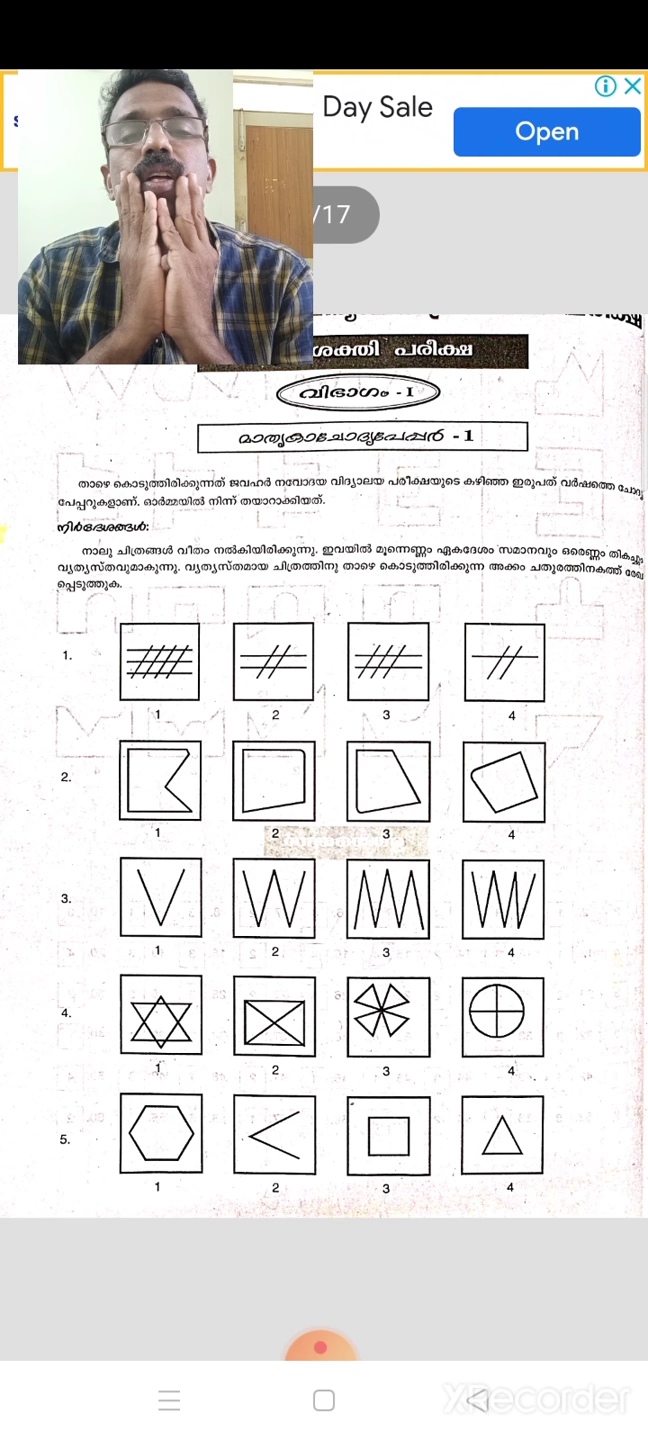 Day Sale
Open
/17
ശക്തി പരീക്ഷ
വിഭാഗം - I
മാതൃകാചോദ്യപേപ്പർ - 1
താഴെ കൊടുത്തിരിക്കുന്നത് ജവഹർ നവോദയ വിദ്യാലയ പരീക്ഷയുടെ കഴിഞ്ഞ ഇരുപത് വർഷത്തെ ചോദ്യ
പേപ്പറുകളാണ്. ഓർമ്മയിൽ നിന്ന് തയാറാക്കിയത്.
നിർദേശങ്ങൾ:
നാലു ചിത്രങ്ങൾ വീതം നൽകിയിരിക്കുന്നു. ഇവയിൽ മൂന്നെണ്ണം ഏകദേശം സമാനവും ഒരെണ്ണം തികച്ചും
വ്യത്യസ്തവുമാകുന്നു. വ്യത്യസ്തമായ ചിത്രത്തിനു താഴെ കൊടുത്തിരിക്കുന്ന അക്കം ചതുരത്തിനകത്ത് രേഖ
പ്പെടുത്തുക.
1.
1 2 3 4
2.
1 2 3 4
3.
1 2 3 4
4.
1 2 3 4
5.
1 2 3 4
XRecorder